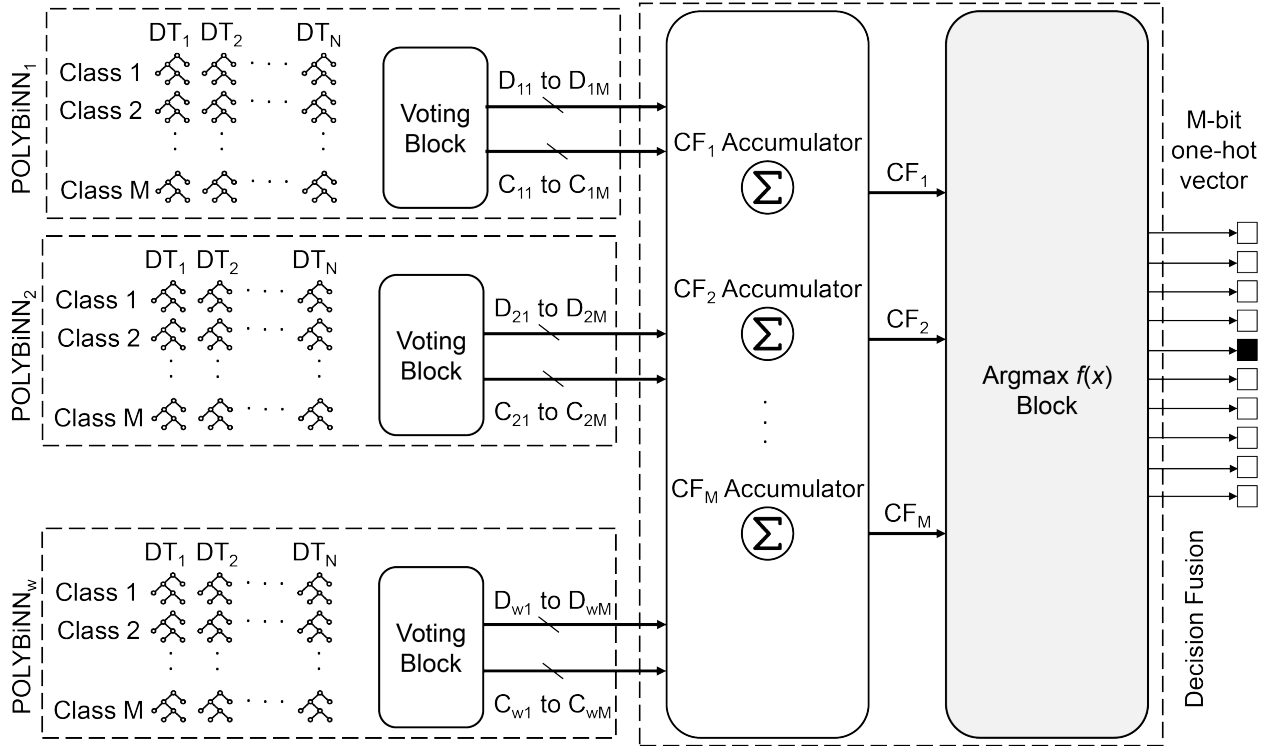 POLYBiNN1
DT1 DT2 . . . . DTN
Class 1
Class 2
Class M
Voting
Block
D11 to D1M
C11 to C1M
POLYBiNN2
DT1 DT2 . . . . DTN
Class 1
Class 2
Class M
Voting
Block
D21 to D2M
C21 to C2M
POLYBiNNw
DT1 DT2 . . . . DTN
Class 1
Class 2
Class M
Voting
Block
Dw1 to DwM
Cw1 to CwM
CF1 Accumulator
Σ
CF2 Accumulator
Σ
CFM Accumulator
Σ
CF1
CF2
CFM
Argmax f(x)
Block
M-bit
one-hot
vector
Decision Fusion